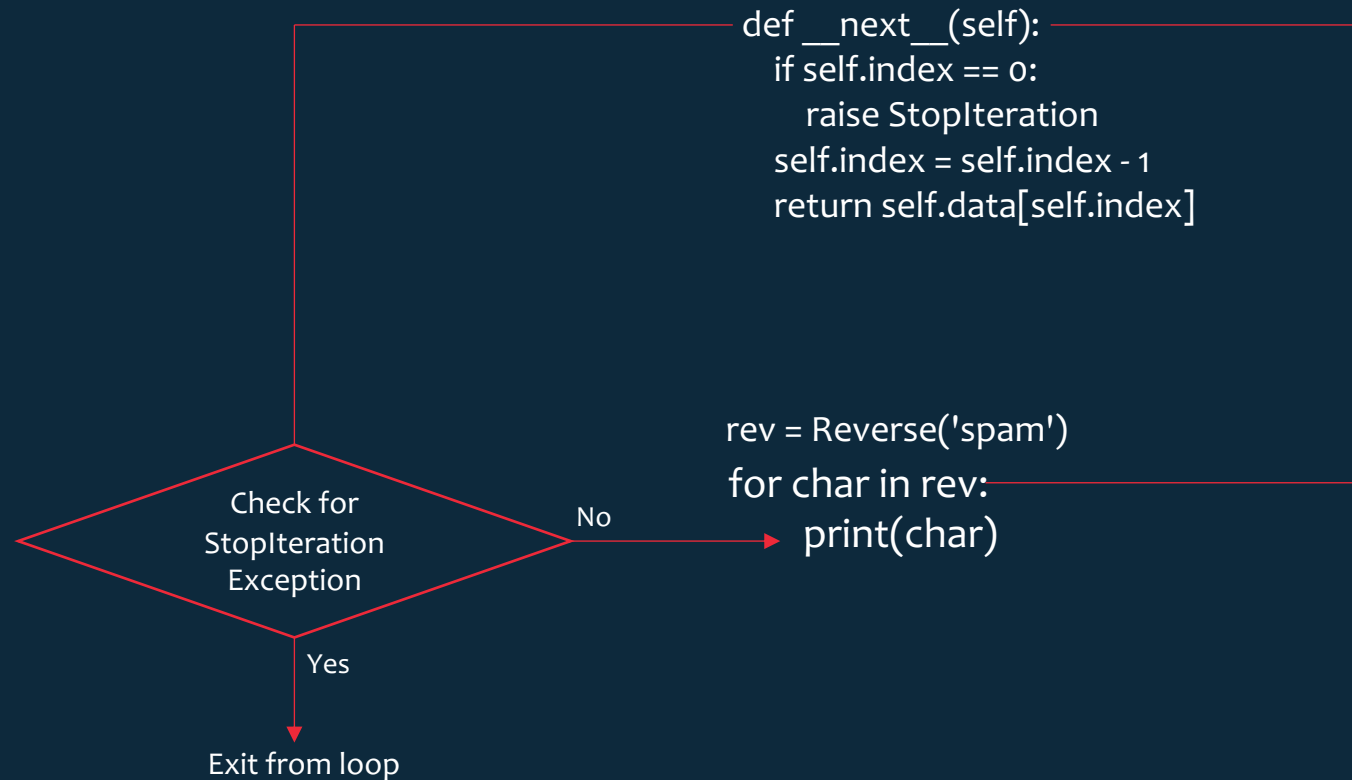 def __next__(self):
if self.index == 0:
raise StopIteration
self.index = self.index - 1
return self.data[self.index]
rev = Reverse('spam')
for char in rev:
print(char)
Check for
StopIteration
Exception
No
Yes
Exit from loop